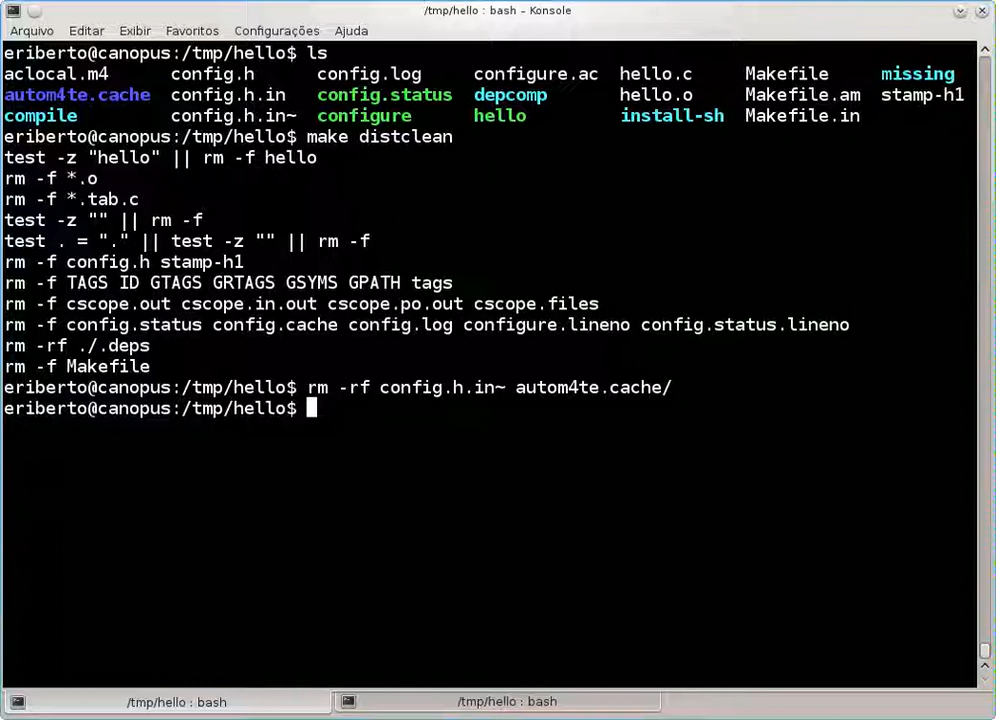 /tmp/hello : bash – Konsole
Arquivo Editar Exibir Favoritos Configurações Ajuda
eriberto@canopus:/tmp/hello$ ls
aclocal.m4 config.h config.log configure.ac hello.c Makefile missing
autom4te.cache config.h.in config.status depcomp hello.o Makefile.am stamp-h1
compile config.h.in~ configure hello install-sh Makefile.in
eriberto@canopus:/tmp/hello$ make distclean
test -z "hello" || rm -f hello
rm -f *.o
rm -f *.tab.c
test -z "" || rm -f
test . = "." || test -z "" || rm -f
rm -f config.h stamp-h1
rm -f TAGS ID GTAGS GRTAGS GSYMS GPATH tags
rm -f cscope.out cscope.in.out cscope.po.out cscope.files
rm -f config.status config.cache config.log configure.lineno config.status.lineno
rm -rf ./.deps
rm -f Makefile
eriberto@canopus:/tmp/hello$ rm -rf config.h.in~ autom4te.cache/
eriberto@canopus:/tmp/hello$
/tmp/hello : bash /tmp/hello : bash